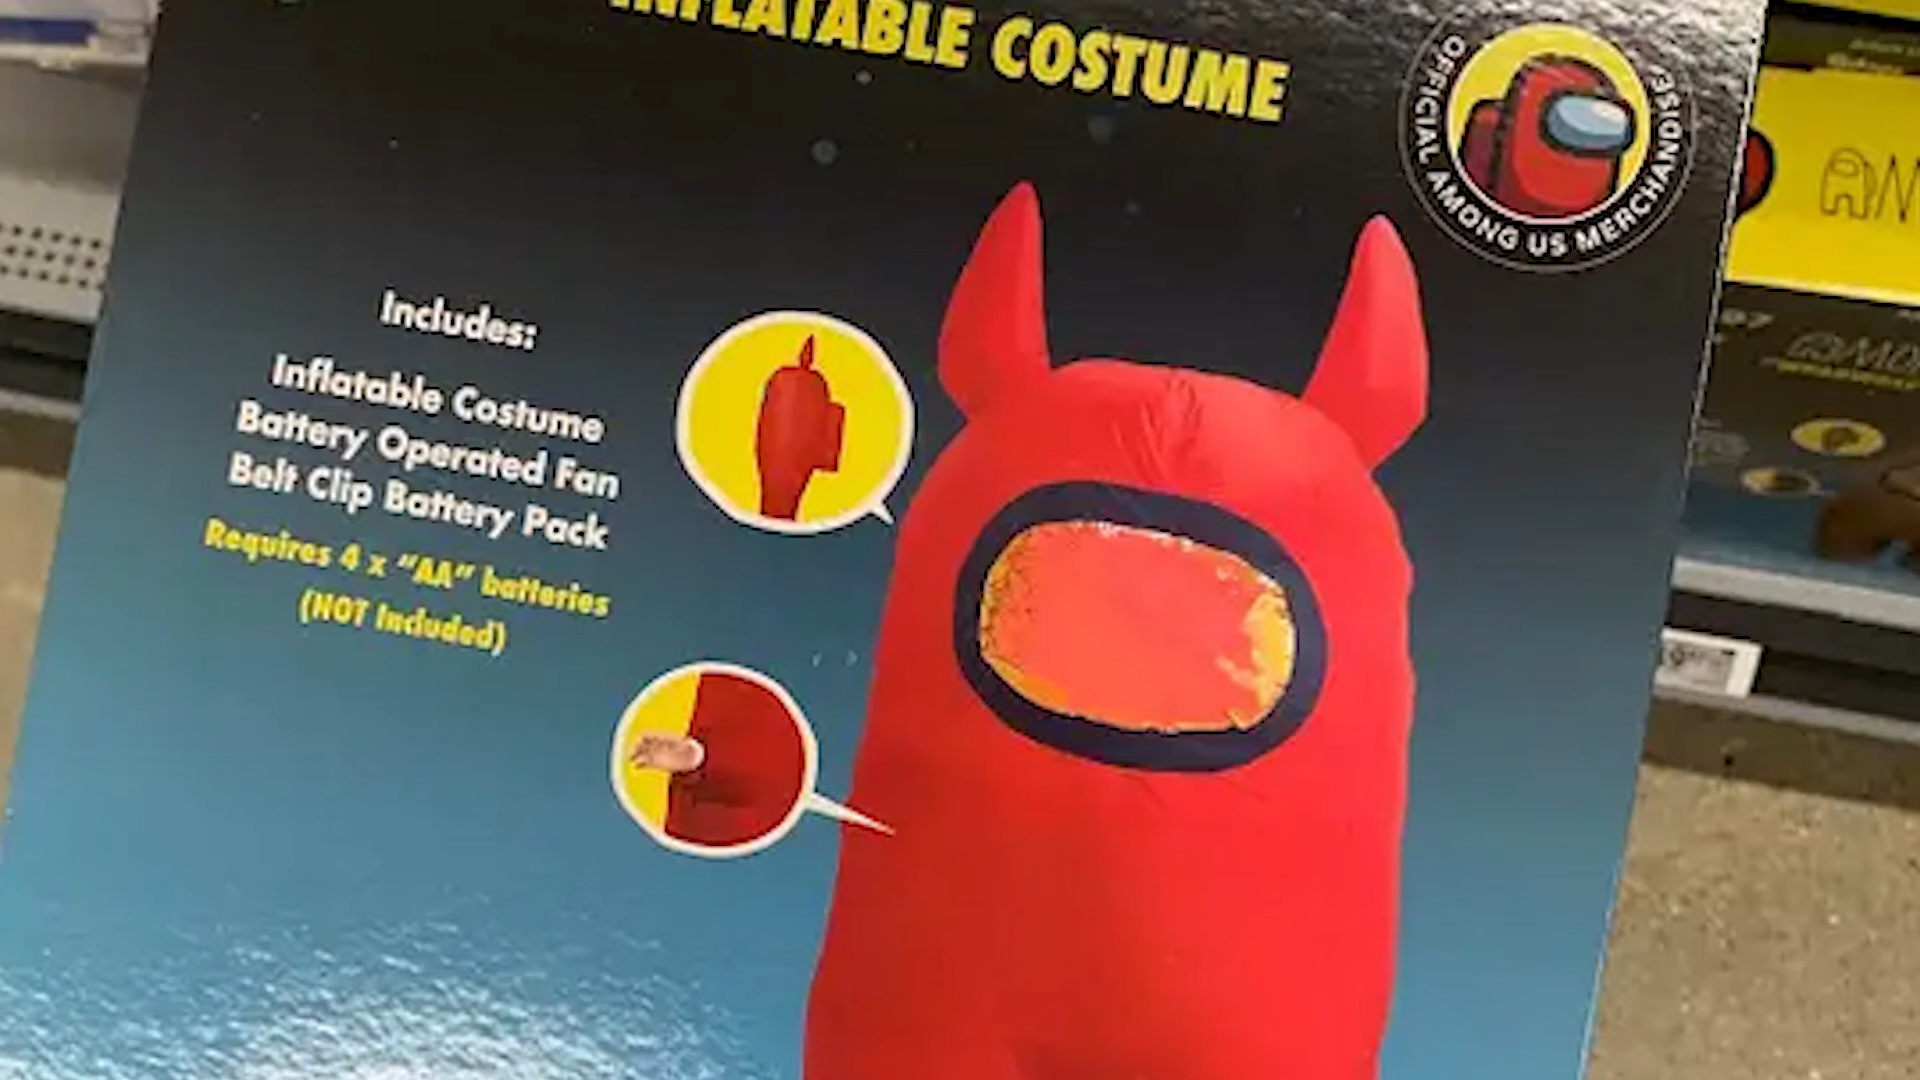 INFLATABLE COSTUME
OFFICIAL AMONG US MERCHANDISE!
Includes:
Inflatable Costume
Battery Operated Fan
Belt Clip Battery Pack
Requires 4 x "AA" batteries
(NOT Included)